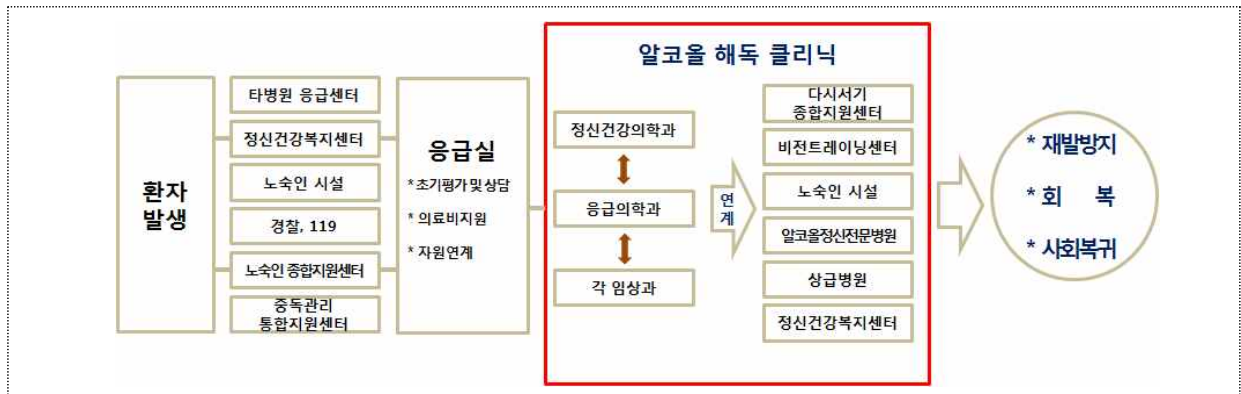 알코올 해독 클리닉
환자
발생
타병원 응급센터
정신건강복지센터
노숙인 시설
경찰, 119
노숙인 종합지원센터
중독관리
통합지원센터
응급실
* 초기평가 및 상담
* 의료비지원
* 자원연계
정신건강의학과
응급의학과
각 임상과
연
계
다시서기
종합지원센터
비전트레이닝센터
노숙인 시설
알코올정신전문병원
상급병원
정신건강복지센터
* 재발방지
* 회 복
* 사회복귀